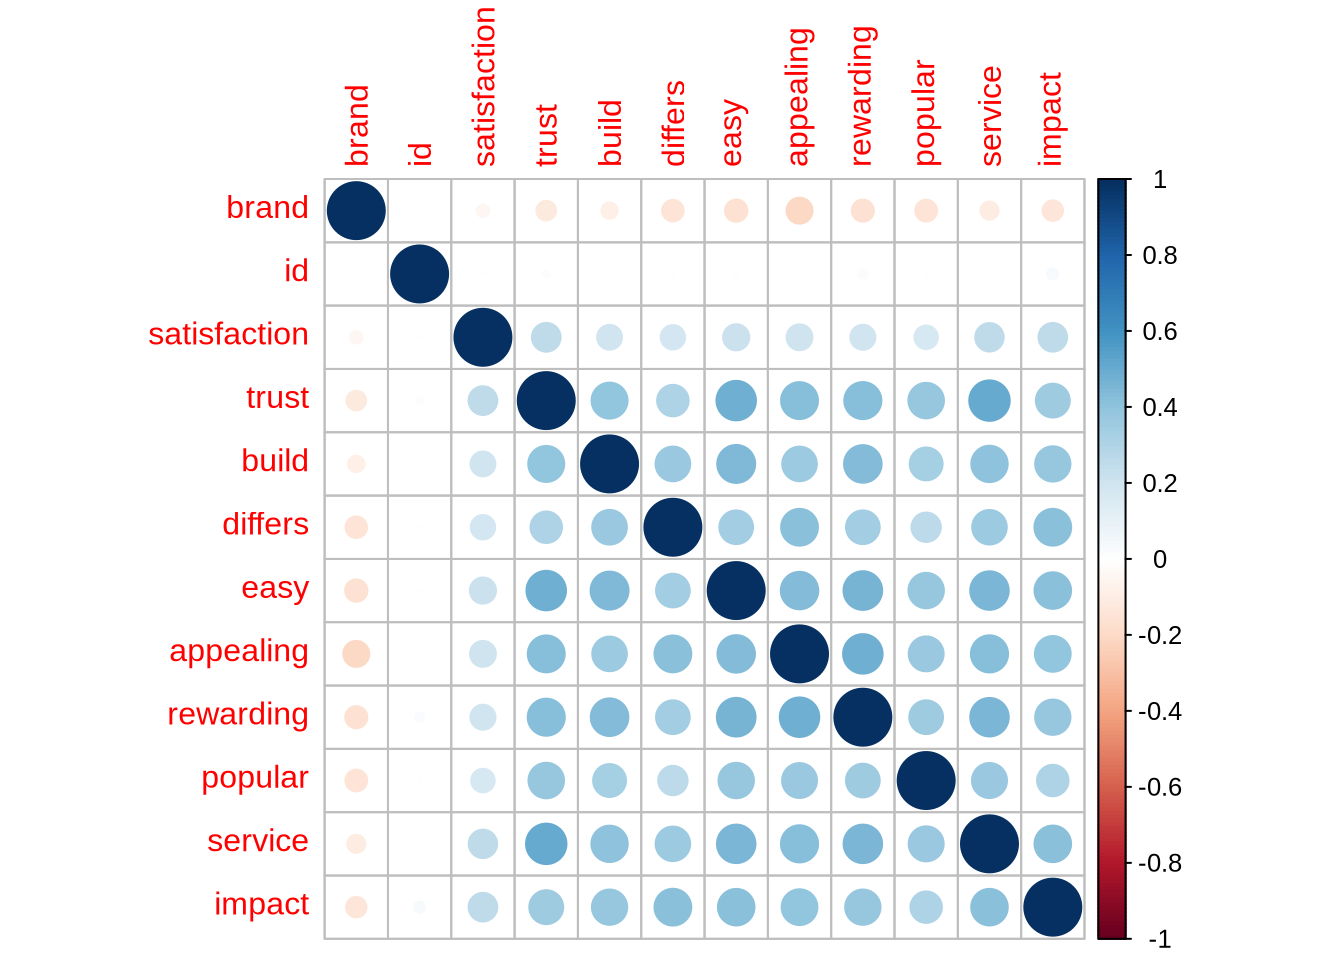 brand
id
satisfaction
trust
build
differs
easy
appealing
rewarding
popular
service
impact
brand
id
satisfaction
trust
build
differs
easy
appealing
rewarding
popular
service
impact
1
0.8
0.6
0.4
0.2
0
-0.2
-0.4
-0.6
-0.8
-1